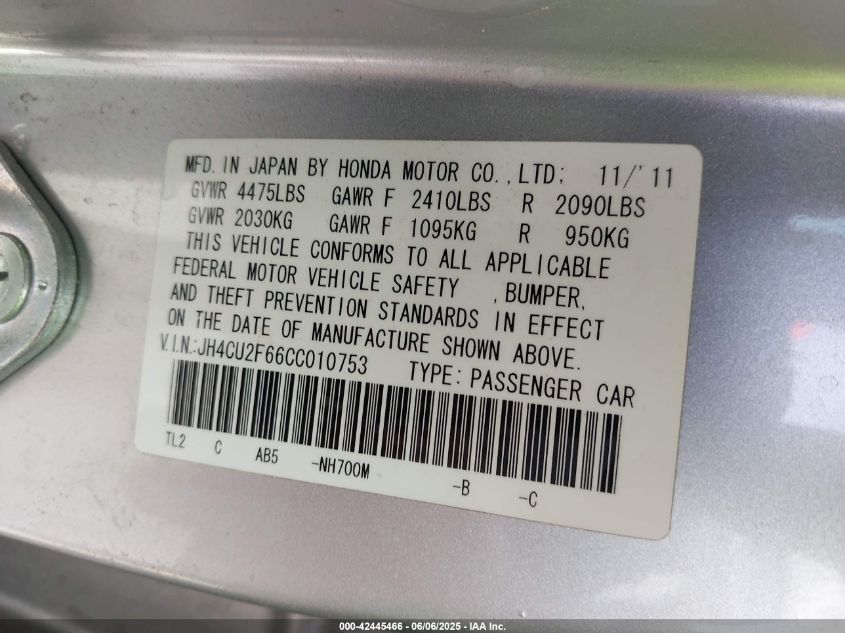 MFD. IN JAPAN BY HONDA MOTOR CO., LTD; 11/'11
GVWR 4475LBS GAWR F 2410LBS R 2090LBS
GVWR 2030KG GAWR F 1095KG R 950KG
THIS VEHICLE CONFORMS TO ALL APPLICABLE
FEDERAL MOTOR VEHICLE SAFETY , BUMPER,
AND THEFT PREVENTION STANDARDS IN EFFECT
ON THE DATE OF MANUFACTURE SHOWN ABOVE.
V.I.N.:JH4CU2F66CC010753 TYPE: PASSENGER CAR
TL2 C AB5 -NH700M -B -C
000-42445466 - 06/06/2025 - IAA Inc.